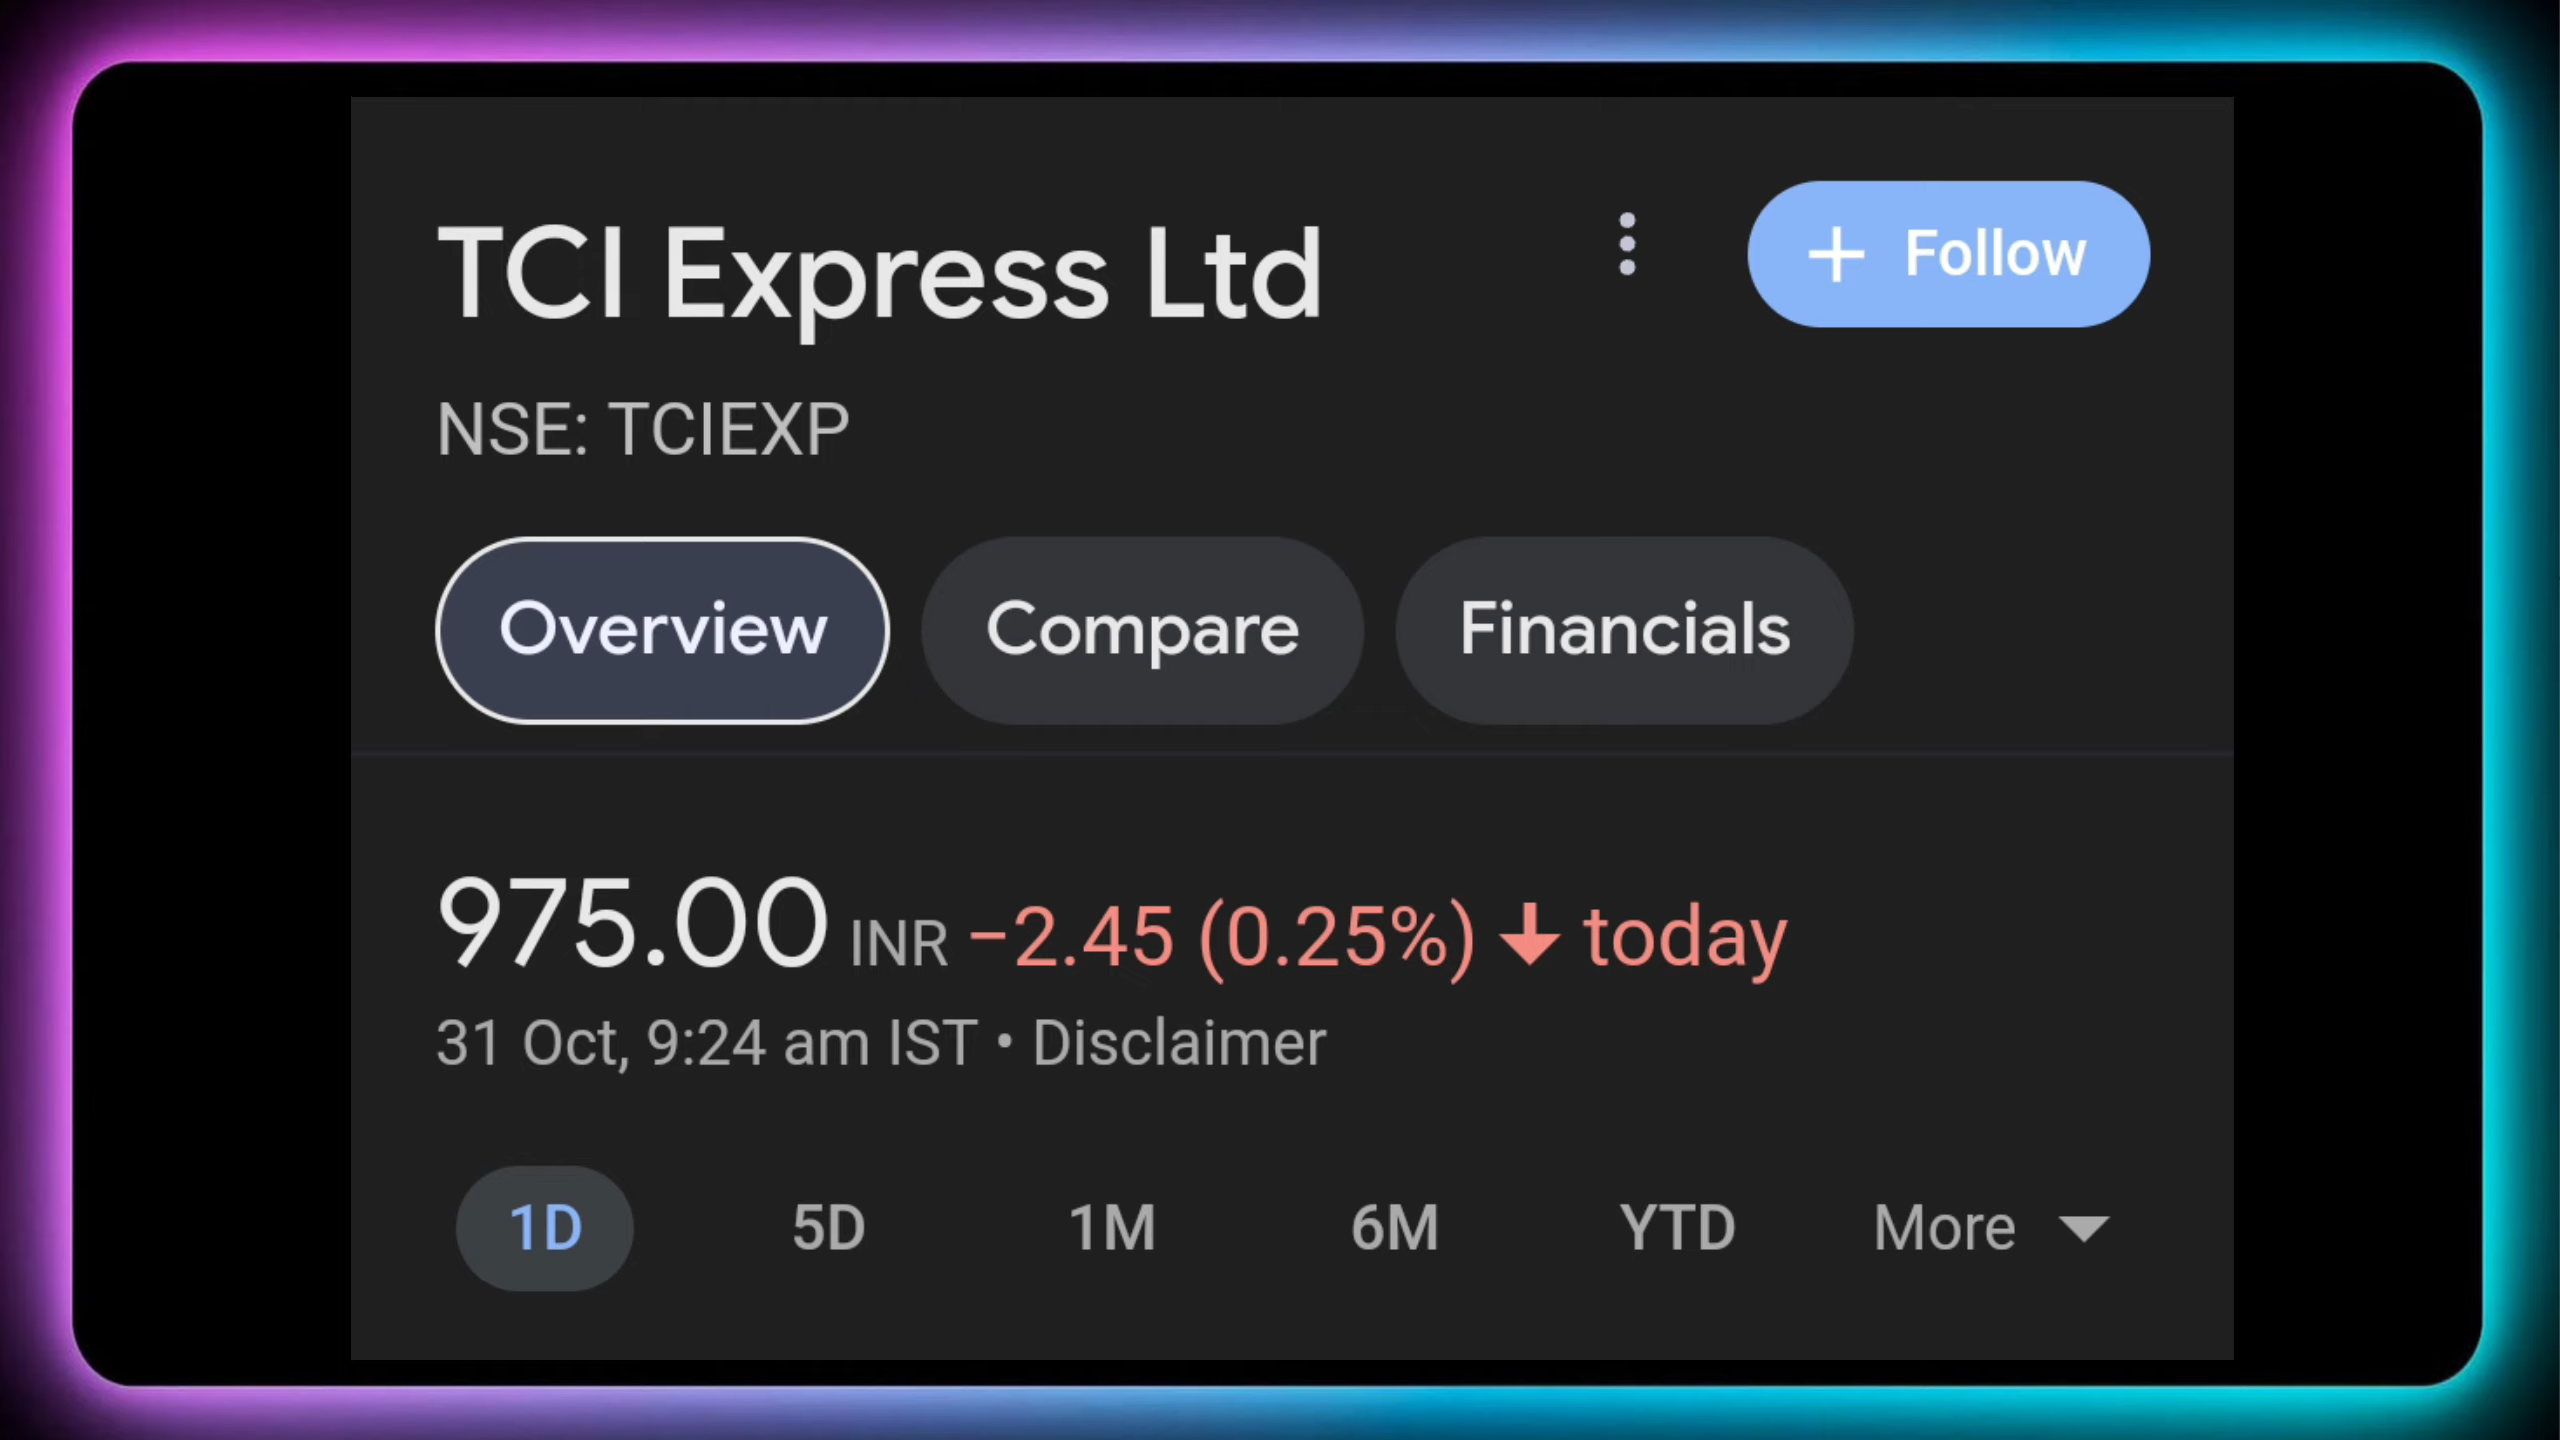 TCI Express Ltd
+ Follow
NSE: TCIEXP
Overview Compare Financials
975.00 INR −2.45 (0.25%) ↓ today
31 Oct, 9:24 am IST • Disclaimer
1D 5D 1M 6M YTD More